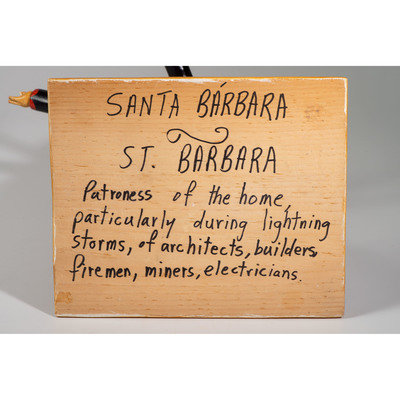 SANTA BÁRBARA
ST. BARBARA
Patroness of the home,
particularly during lightning
storms, of architects, builders,
firemen, miners, electricians.